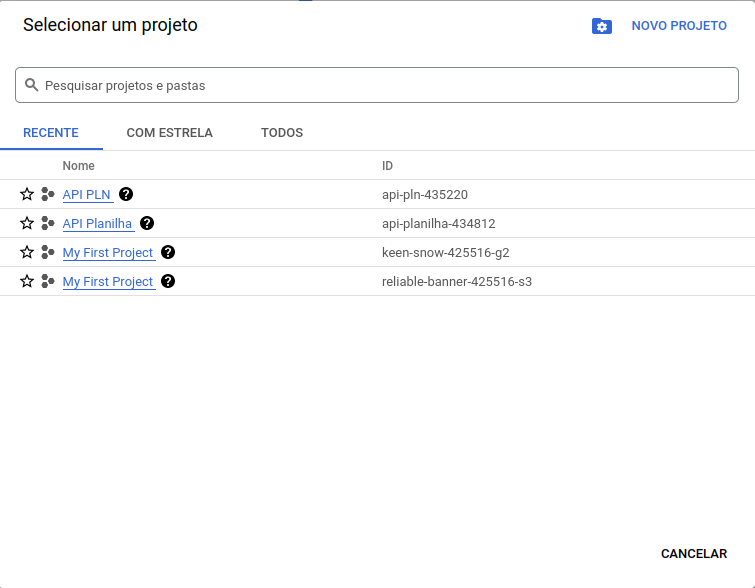 Selecionar um projeto
NOVO PROJETO
Pesquisar projetos e pastas
RECENTE COM ESTRELA TODOS
Nome ID
API PLN ? api-pln-435220
API Planilha ? api-planilha-434812
My First Project ? keen-snow-425516-g2
My First Project ? reliable-banner-425516-s3
CANCELAR